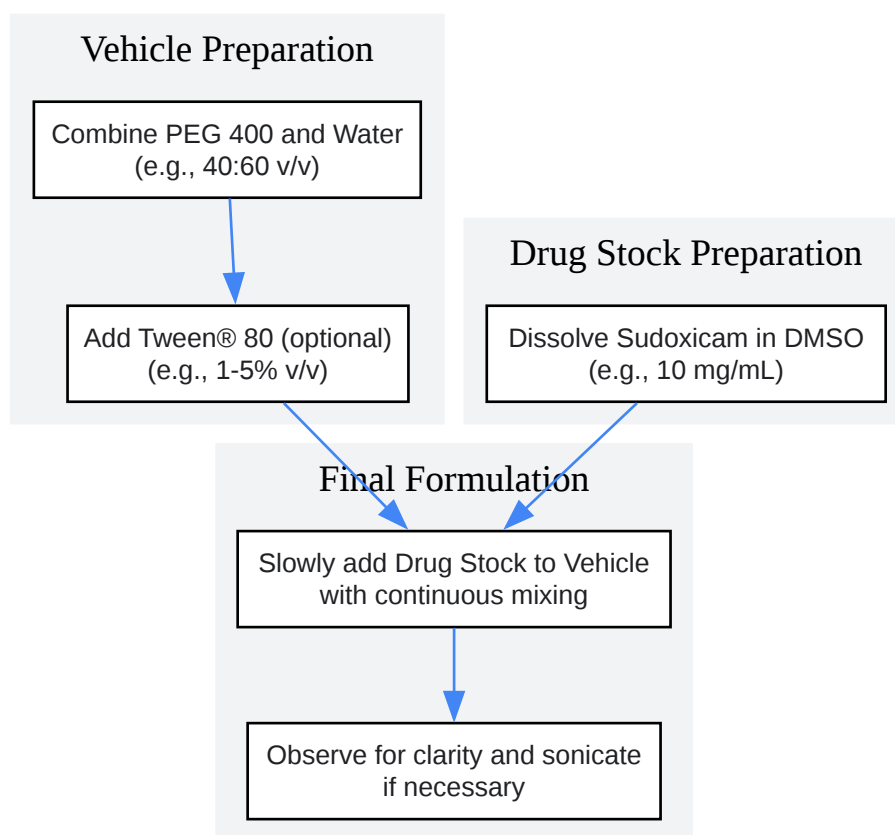 Vehicle Preparation
Combine PEG 400 and Water
(e.g., 40:60 v/v)
Add Tween® 80 (optional)
(e.g., 1-5% v/v)
Drug Stock Preparation
Dissolve Sudoxicam in DMSO
(e.g., 10 mg/mL)
Final Formulation
Slowly add Drug Stock to Vehicle
with continuous mixing
Observe for clarity and sonicate
if necessary